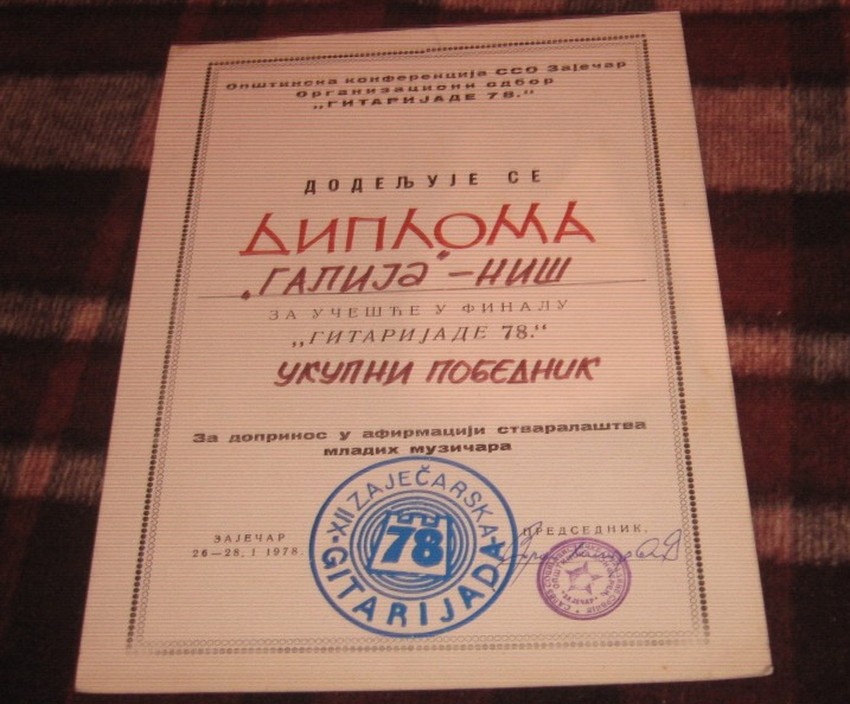 Општинска конференција ССО Зајечар
Организациони одбор
„ГИТАРИЈАДЕ 78.“
ДОДЕЉУЈЕ СЕ
ДИПЛОМА
„ГАЛИЈА“ – НИШ
ЗА УЧЕШЋЕ У ФИНАЛУ
„ГИТАРИЈАДЕ 78.“
УКУПНИ ПОБЕДНИК
За допринос у афирмацији стваралаштва
младих музичара
ЗАЈЕЧАР
26—28. I 1978.
XII ZAJEČARSKA
78
GITARIJADA
ПРЕДСЕДНИК,